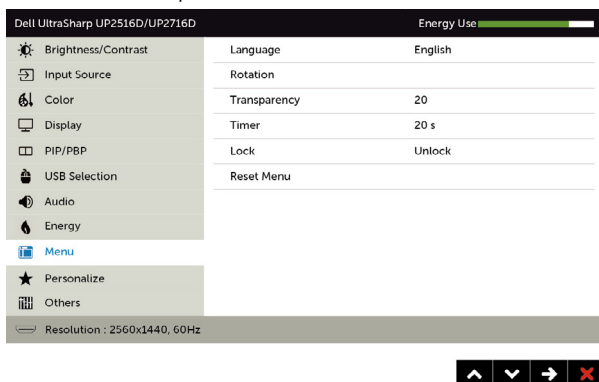 Dell UltraSharp UP2516D/UP2716D Energy Use
Brightness/Contrast Language English
Input Source Rotation
Color Transparency 20
Display Timer 20 s
PIP/PBP Lock Unlock
USB Selection Reset Menu
Audio
Energy
Menu
Personalize
Others
Resolution : 2560x1440, 60Hz